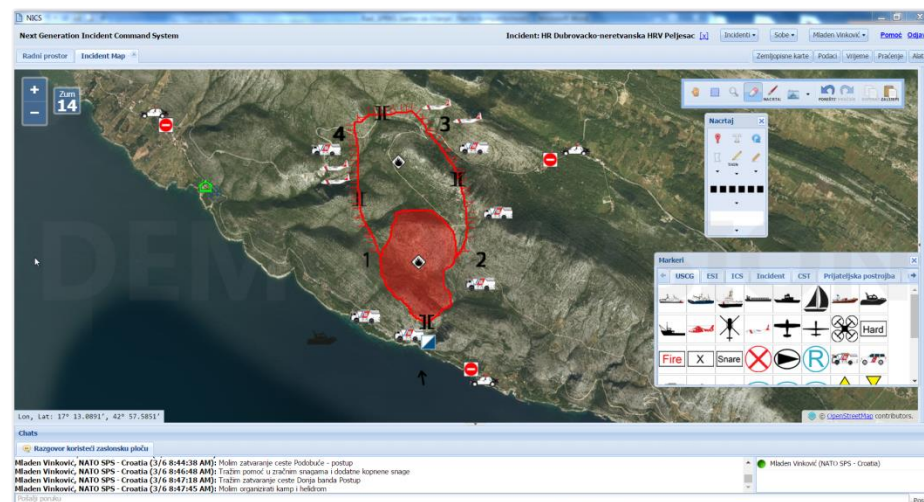 NICS
Next Generation Incident Command System
Incident: HR Dubrovacko-neretvanska HRV Peljesac [x] Incidenti Sobe Mladen Vinković Pomoć Odjav
Radni prostor Incident Map
Zemljopisne karte Podaci Vrijeme Praćenje Alat
+
Zum
14
−
NACRTAJ PONIŠTI
Nacrtaj
4
3
1
2
Markeri
USCG ESI ICS Incident CST Prijateljska postrojba
Hard
Fire X Snare R
DEMO
Lon, Lat: 17° 13.0891', 42° 57.5851'
© OpenStreetMap contributors.
Chats
Razgovor koristeći zaslonsku ploču
Mladen Vinković, NATO SPS - Croatia (3/6 8:44:38 AM): Molim zatvaranje ceste Podobuče - postup
Mladen Vinković, NATO SPS - Croatia (3/6 8:46:48 AM): Tražim pomoć u zračnim snagama i dodatne kopnene snage
Mladen Vinković, NATO SPS - Croatia (3/6 8:47:18 AM): Tražim zatvaranje ceste Donja banda Postup
Mladen Vinković, NATO SPS - Croatia (3/6 8:47:45 AM): Molim organizirati kamp i helidrom
Mladen Vinković (NATO SPS - Croatia)
Pošalji poruku